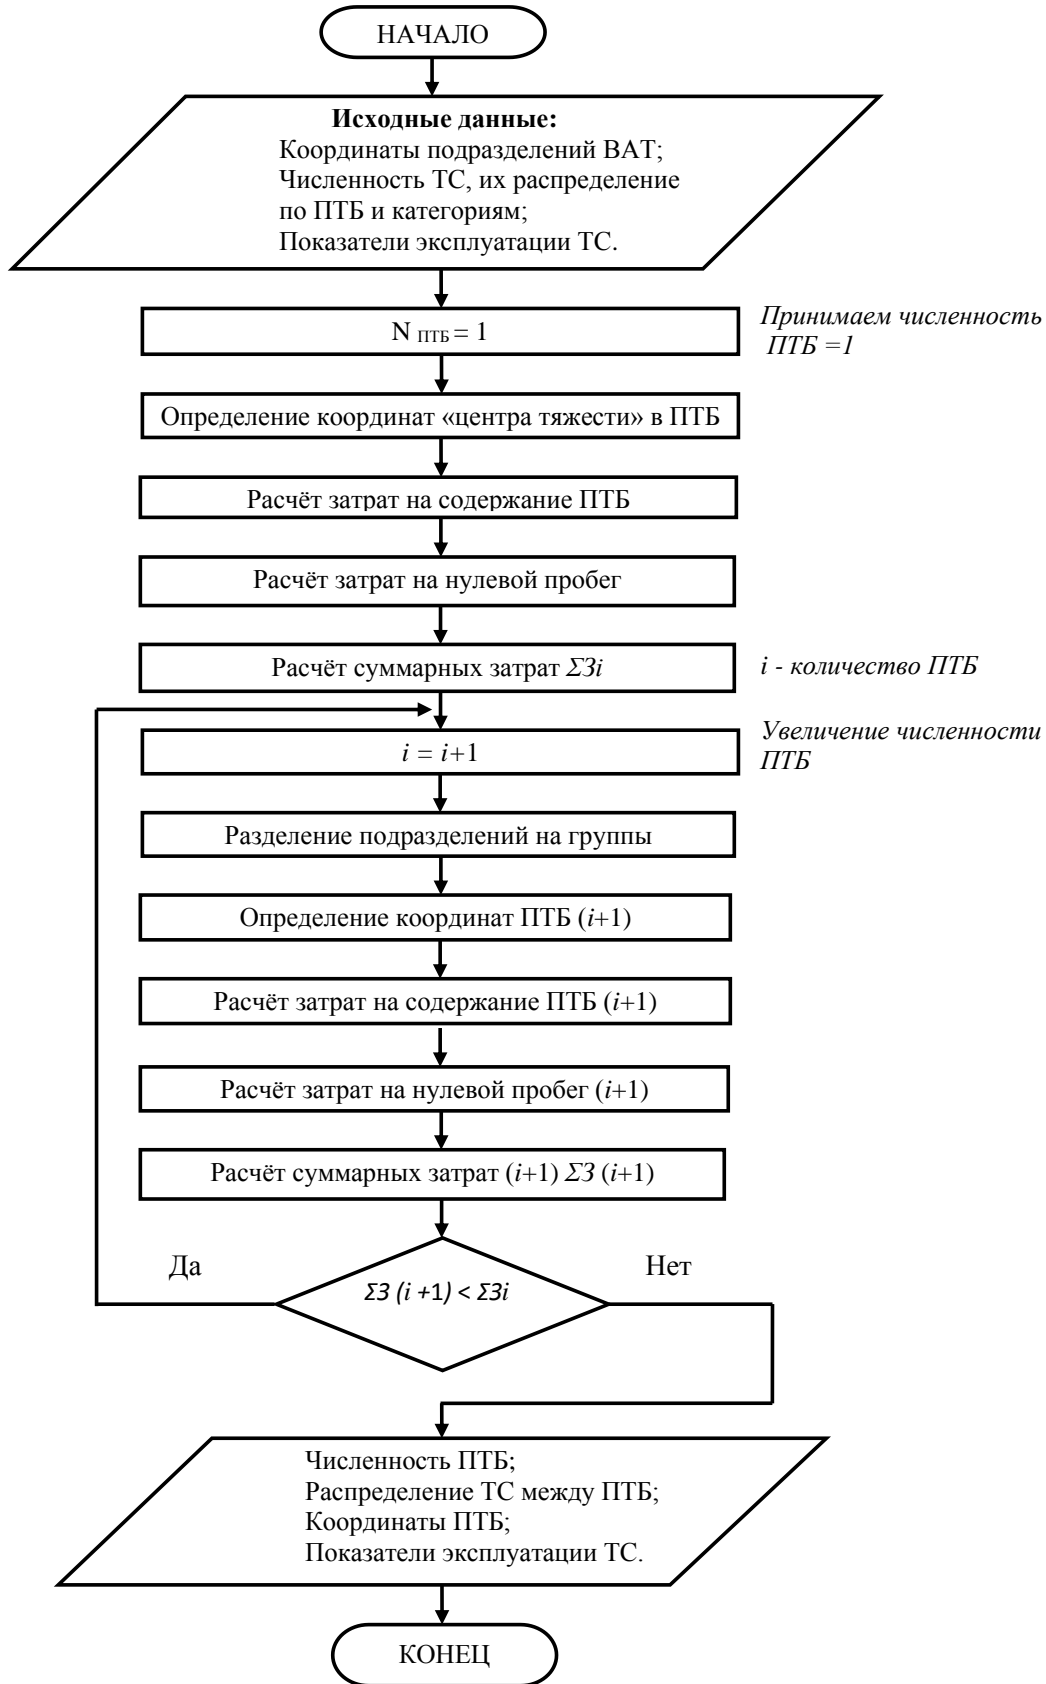 НАЧАЛО
Исходные данные:
Координаты подразделений ВАТ;
Численность ТС, их распределение
по ПТБ и категориям;
Показатели эксплуатации ТС.
N ПТБ = 1
Принимаем численность
ПТБ =1
Определение координат «центра тяжести» в ПТБ
Расчёт затрат на содержание ПТБ
Расчёт затрат на нулевой пробег
Расчёт суммарных затрат ΣЗi
i - количество ПТБ
i = i+1
Увеличение численности
ПТБ
Разделение подразделений на группы
Определение координат ПТБ (i+1)
Расчёт затрат на содержание ПТБ (i+1)
Расчёт затрат на нулевой пробег (i+1)
Расчёт суммарных затрат (i+1) ΣЗ (i+1)
Да
Нет
ΣЗ (i +1) < ΣЗi
Численность ПТБ;
Распределение ТС между ПТБ;
Координаты ПТБ;
Показатели эксплуатации ТС.
КОНЕЦ